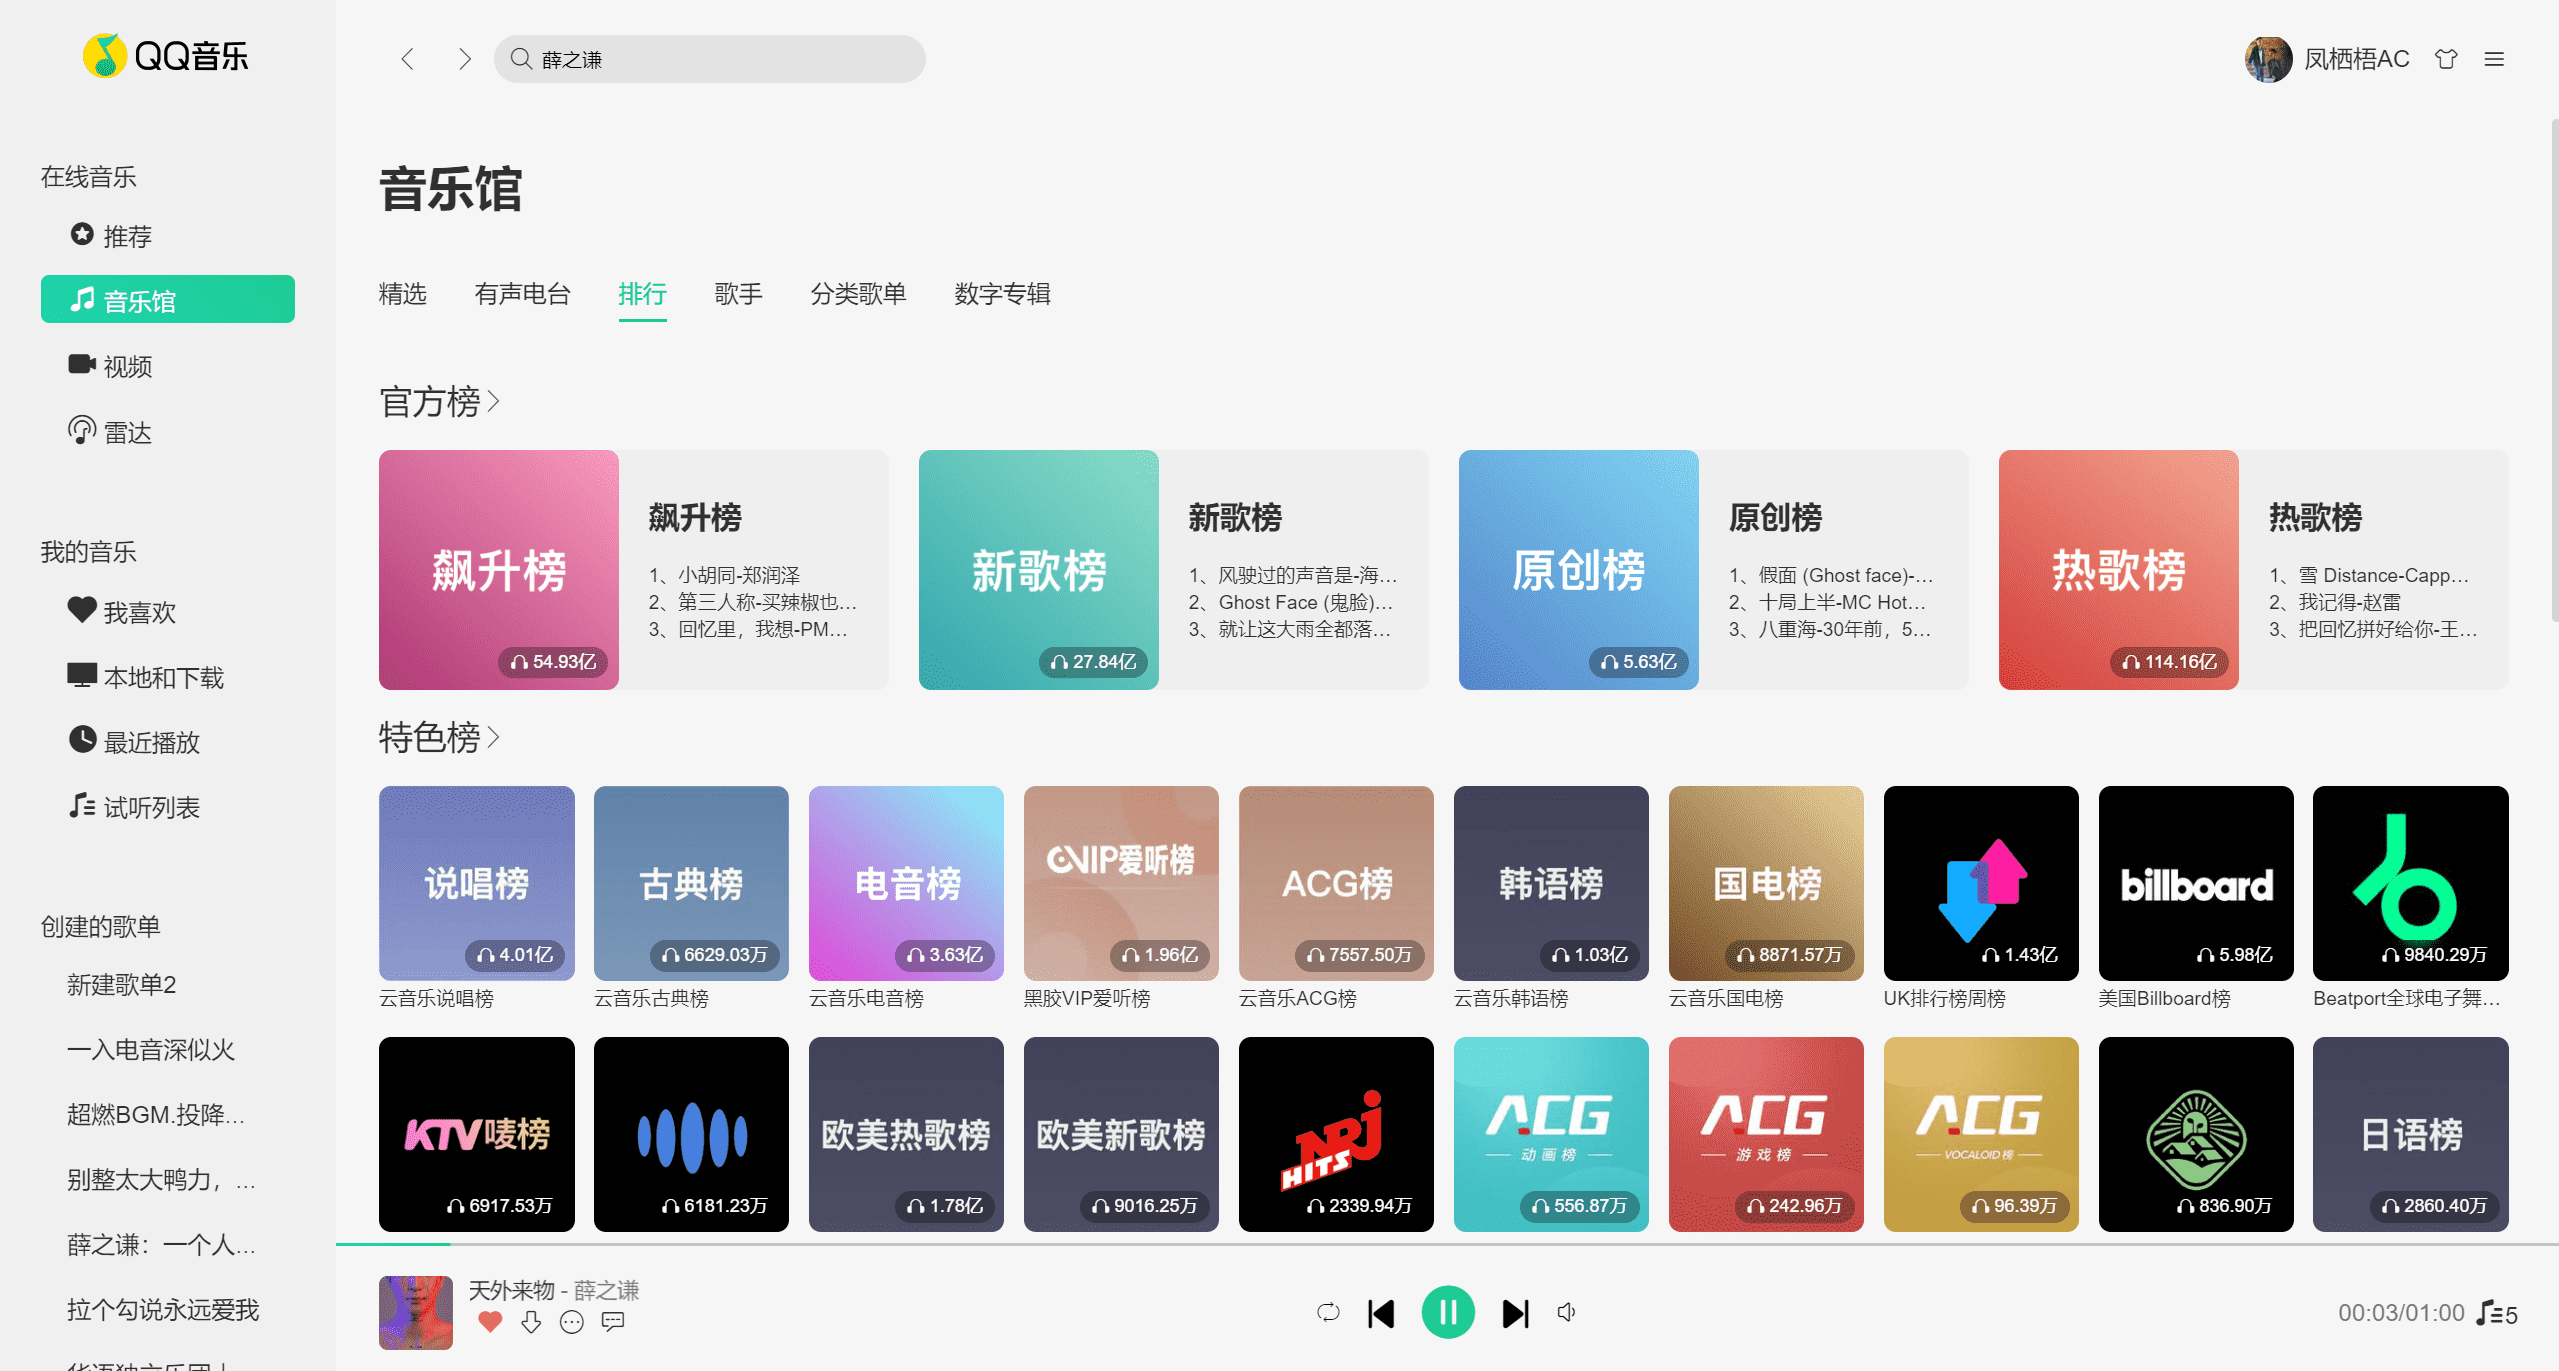 QQ音乐
薛之谦
凤栖梧AC
在线音乐
推荐
音乐馆
视频
雷达
我的音乐
我喜欢
本地和下载
最近播放
试听列表
创建的歌单
新建歌单2
一入电音深似火
超燃BGM.投降...
别整太大鸭力，...
薛之谦：一个人...
拉个勾说永远爱我
音乐馆
精选 有声电台 排行 歌手 分类歌单 数字专辑
官方榜
飙升榜
54.93亿
飙升榜
1、小胡同-郑润泽
2、第三人称-买辣椒也...
3、回忆里，我想-PM...
新歌榜
27.84亿
新歌榜
1、风驶过的声音是-海...
2、Ghost Face (鬼脸)...
3、就让这大雨全都落...
原创榜
5.63亿
原创榜
1、假面 (Ghost face)-...
2、十局上半-MC Hot...
3、八重海-30年前，5...
热歌榜
114.16亿
热歌榜
1、雪 Distance-Capp...
2、我记得-赵雷
3、把回忆拼好给你-王...
特色榜
说唱榜
4.01亿
云音乐说唱榜
古典榜
6629.03万
云音乐古典榜
电音榜
3.63亿
云音乐电音榜
VIP爱听榜
1.96亿
黑胶VIP爱听榜
ACG榜
7557.50万
云音乐ACG榜
韩语榜
1.03亿
云音乐韩语榜
国电榜
8871.57万
云音乐国电榜
1.43亿
UK排行榜周榜
billboard
5.98亿
美国Billboard榜
9840.29万
Beatport全球电子舞...
KTV唛榜
6917.53万
6181.23万
欧美热歌榜
1.78亿
欧美新歌榜
9016.25万
NRJ
HITS
2339.94万
ACG
动画榜
556.87万
ACG
游戏榜
242.96万
ACG
VOCALOID榜
96.39万
836.90万
日语榜
2860.40万
天外来物 - 薛之谦
00:03/01:00
5